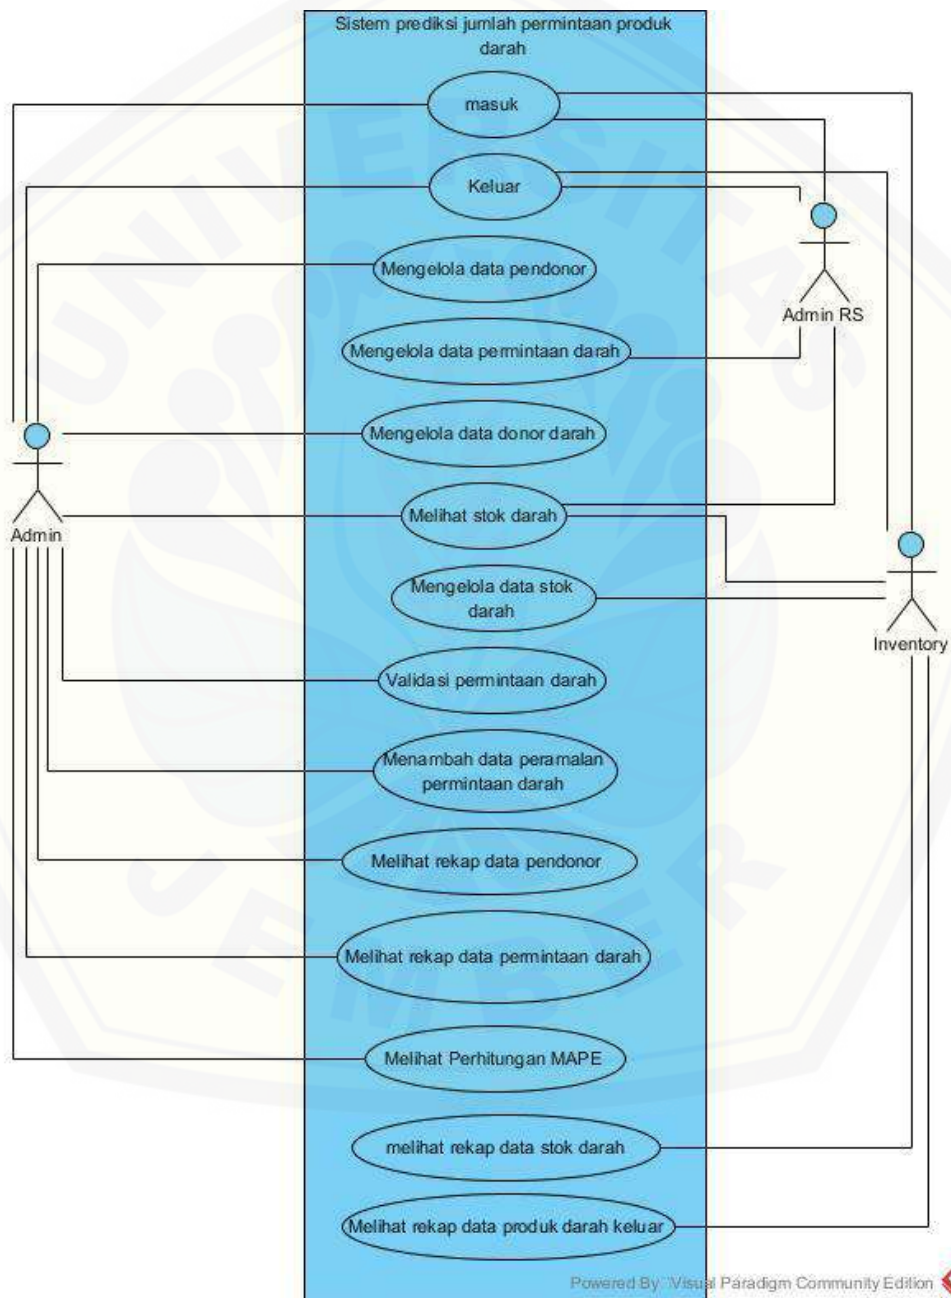 Sistem prediksi jumlah permintaan produk
darah
masuk
Keluar
Mengelola data pendonor
Admin RS
Mengelola data permintaan darah
Mengelola data donor darah
Melihat stok darah
Admin
Mengelola data stok
darah
Inventory
Validasi permintaan darah
Menambah data peramalan
permintaan darah
Melihat rekap data pendonor
Melihat rekap data permintaan darah
Melihat Perhitungan MAPE
melihat rekap data stok darah
Melihat rekap data produk darah keluar
Powered By Visual Paradigm Community Edition
UNIVERSITAS
JEMBER